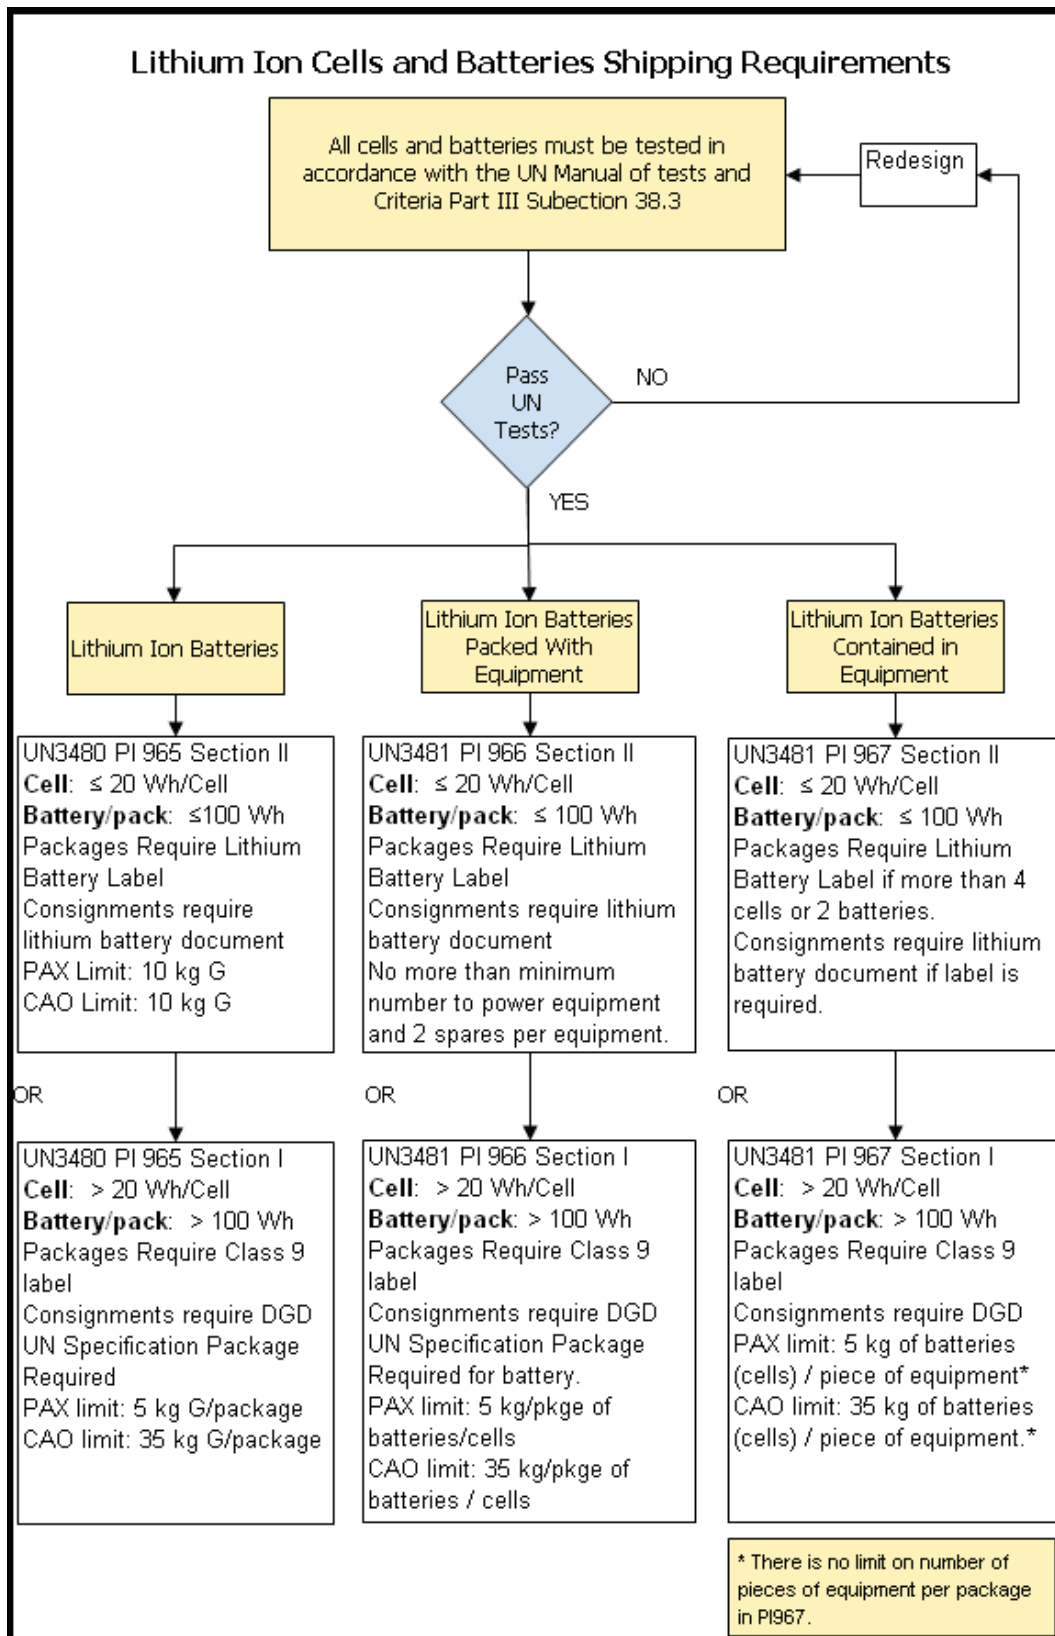 Lithium Ion Cells and Batteries Shipping Requirements
All cells and batteries must be tested in
accordance with the UN Manual of tests and
Criteria Part III Subection 38.3
Redesign
Pass
UN
Tests?
NO
YES
Lithium Ion Batteries
Lithium Ion Batteries
Packed With
Equipment
Lithium Ion Batteries
Contained in
Equipment
UN3480 PI 965 Section II
Cell: ≤ 20 Wh/Cell
Battery/pack: ≤100 Wh
Packages Require Lithium
Battery Label
Consignments require
lithium battery document
PAX Limit: 10 kg G
CAO Limit: 10 kg G
UN3481 PI 966 Section II
Cell: ≤ 20 Wh/Cell
Battery/pack: ≤ 100 Wh
Packages Require Lithium
Battery Label
Consignments require lithium
battery document
No more than minimum
number to power equipment
and 2 spares per equipment.
UN3481 PI 967 Section II
Cell: ≤ 20 Wh/Cell
Battery/pack: ≤ 100 Wh
Packages Require Lithium
Battery Label if more than 4
cells or 2 batteries.
Consignments require lithium
battery document if label is
required.
OR
OR
OR
UN3480 PI 965 Section I
Cell: > 20 Wh/Cell
Battery/pack: > 100 Wh
Packages Require Class 9
label
Consignments require DGD
UN Specification Package
Required
PAX limit: 5 kg G/package
CAO limit: 35 kg G/package
UN3481 PI 966 Section I
Cell: > 20 Wh/Cell
Battery/pack: > 100 Wh
Packages Require Class 9
label
Consignments require DGD
UN Specification Package
Required for battery.
PAX limit: 5 kg/pkge of
batteries/cells
CAO limit: 35 kg/pkge of
batteries / cells
UN3481 PI 967 Section I
Cell: > 20 Wh/Cell
Battery/pack: > 100 Wh
Packages Require Class 9
label
Consignments require DGD
PAX limit: 5 kg of batteries
(cells) / piece of equipment*
CAO limit: 35 kg of batteries
(cells) / piece of equipment.*
* There is no limit on number of
pieces of equipment per package
in PI967.